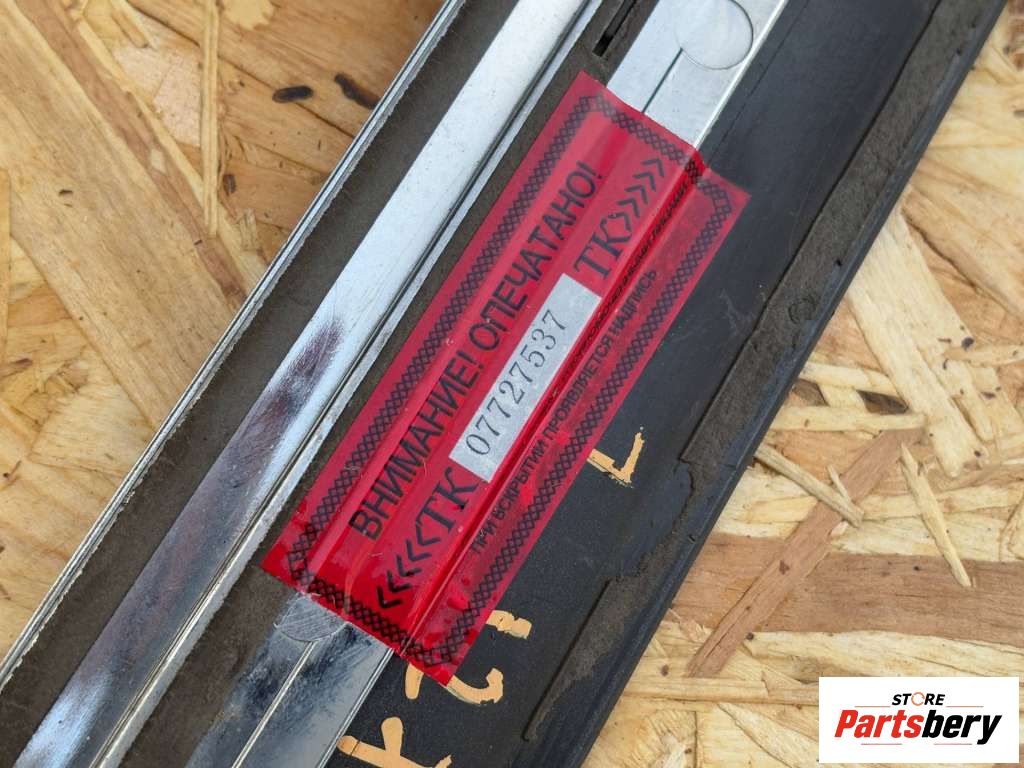 ВНИМАНИЕ! ОПЕЧАТАНО!
<<<<ТК 07727537 ТК>>>>
ПРИ ВСКРЫТИИ ПРОЯВЛЯЕТСЯ НАДПИСЬ
STORE
Partsbery